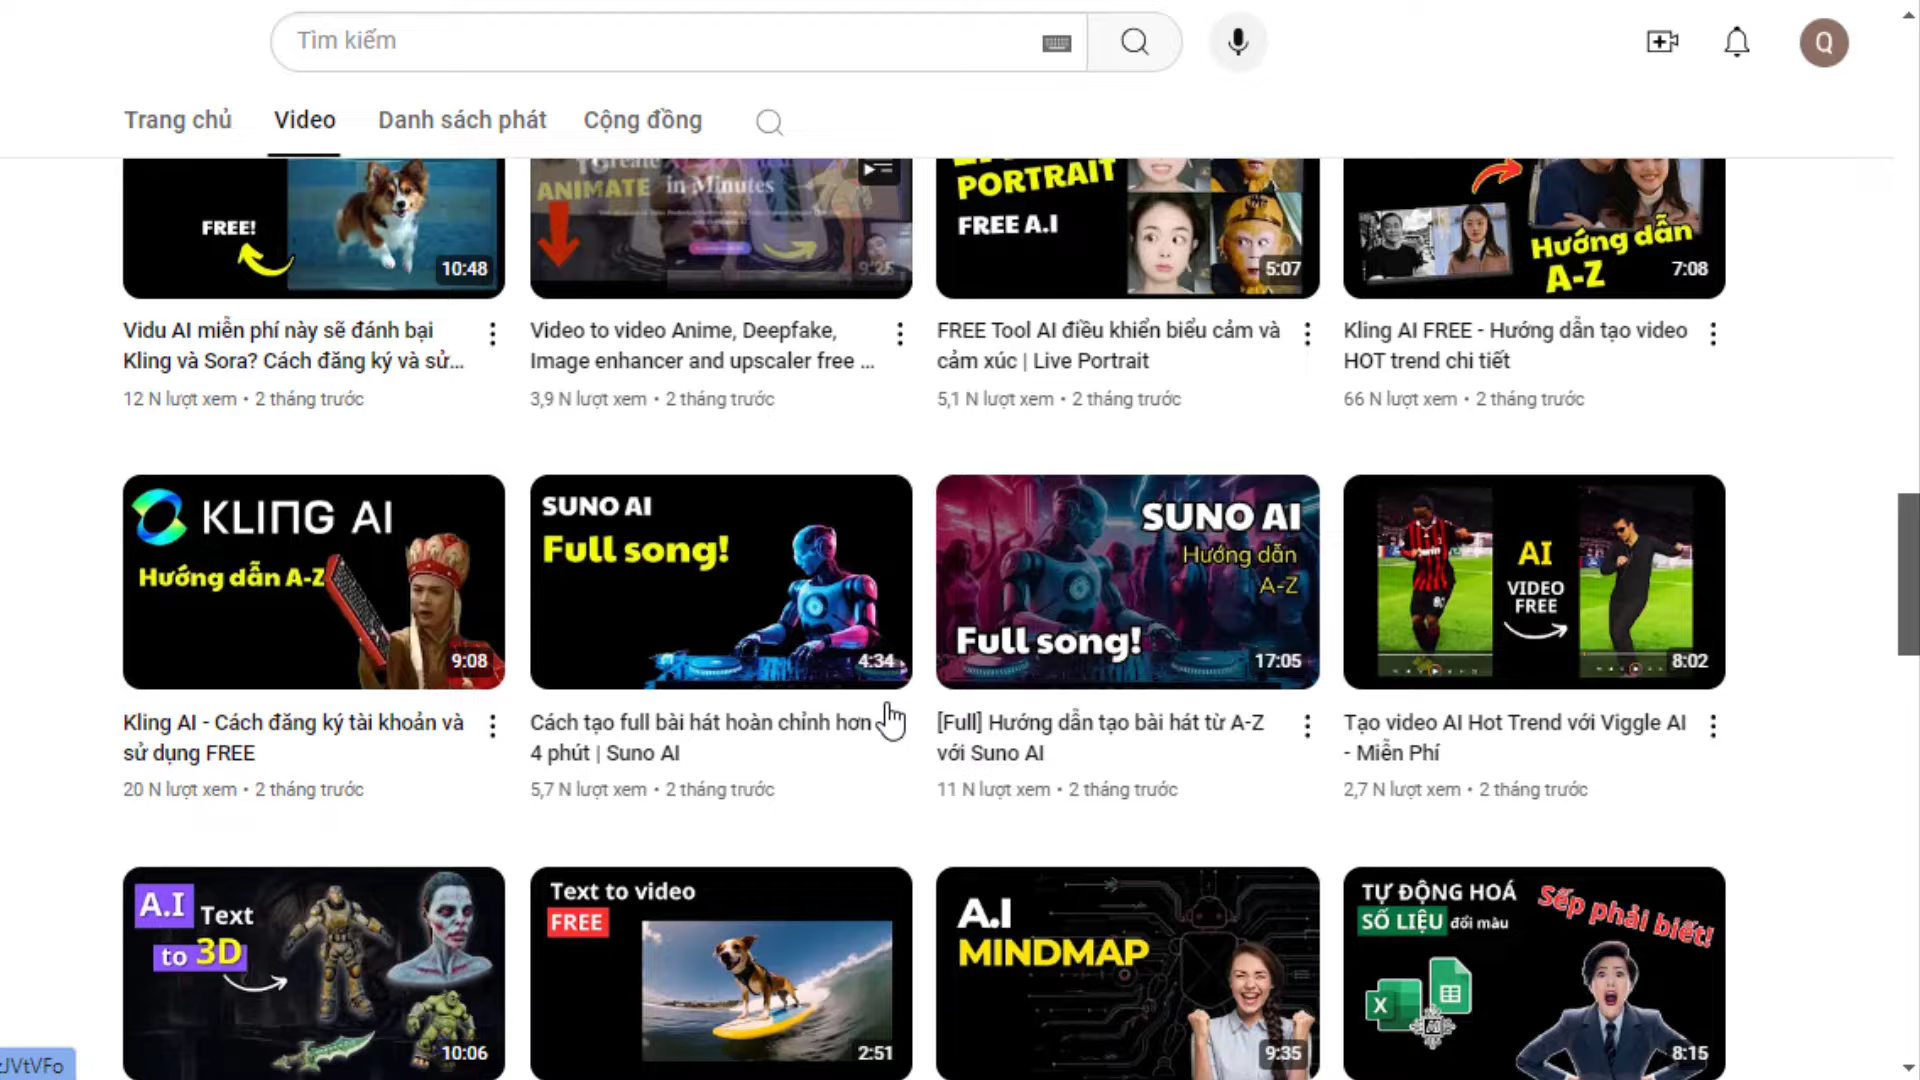 Tìm kiếm
Q
Trang chủ
Video
Danh sách phát
Cộng đồng
FREE!
10:48
ANIMATE
in Minutes
9:25
PORTRAIT
FREE A.I
5:07
Hướng dẫn
A-Z
7:08
Vidu AI miễn phí này sẽ đánh bại
Kling và Sora? Cách đăng ký và sử...
12 N lượt xem • 2 tháng trước
Video to video Anime, Deepfake,
Image enhancer and upscaler free ...
3,9 N lượt xem • 2 tháng trước
FREE Tool AI điều khiển biểu cảm và
cảm xúc | Live Portrait
5,1 N lượt xem • 2 tháng trước
Kling AI FREE - Hướng dẫn tạo video
HOT trend chi tiết
66 N lượt xem • 2 tháng trước
KLING AI
Hướng dẫn A-Z
9:08
SUNO AI
Full song!
4:34
SUNO AI
Hướng dẫn
A-Z
Full song!
17:05
AI
VIDEO
FREE
8:02
Kling AI - Cách đăng ký tài khoản và
sử dụng FREE
20 N lượt xem • 2 tháng trước
Cách tạo full bài hát hoàn chỉnh hơn
4 phút | Suno AI
5,7 N lượt xem • 2 tháng trước
[Full] Hướng dẫn tạo bài hát từ A-Z
với Suno AI
11 N lượt xem • 2 tháng trước
Tạo video AI Hot Trend với Viggle AI
- Miễn Phí
2,7 N lượt xem • 2 tháng trước
A.I Text
to 3D
10:06
Text to video
FREE
2:51
A.I
MINDMAP
9:35
TỰ ĐỘNG HOÁ
SỐ LIỆU đổi màu
Sếp phải biết!
X
8:15